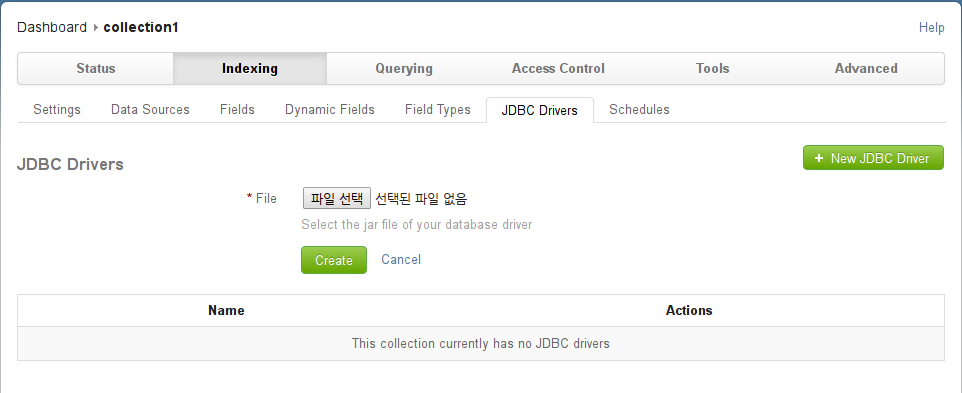 Dashboard collection1 Help
Status Indexing Querying Access Control Tools Advanced
Settings Data Sources Fields Dynamic Fields Field Types JDBC Drivers Schedules
JDBC Drivers + New JDBC Driver
* File 파일 선택 선택된 파일 없음
Select the jar file of your database driver
Create Cancel
Name Actions
This collection currently has no JDBC drivers